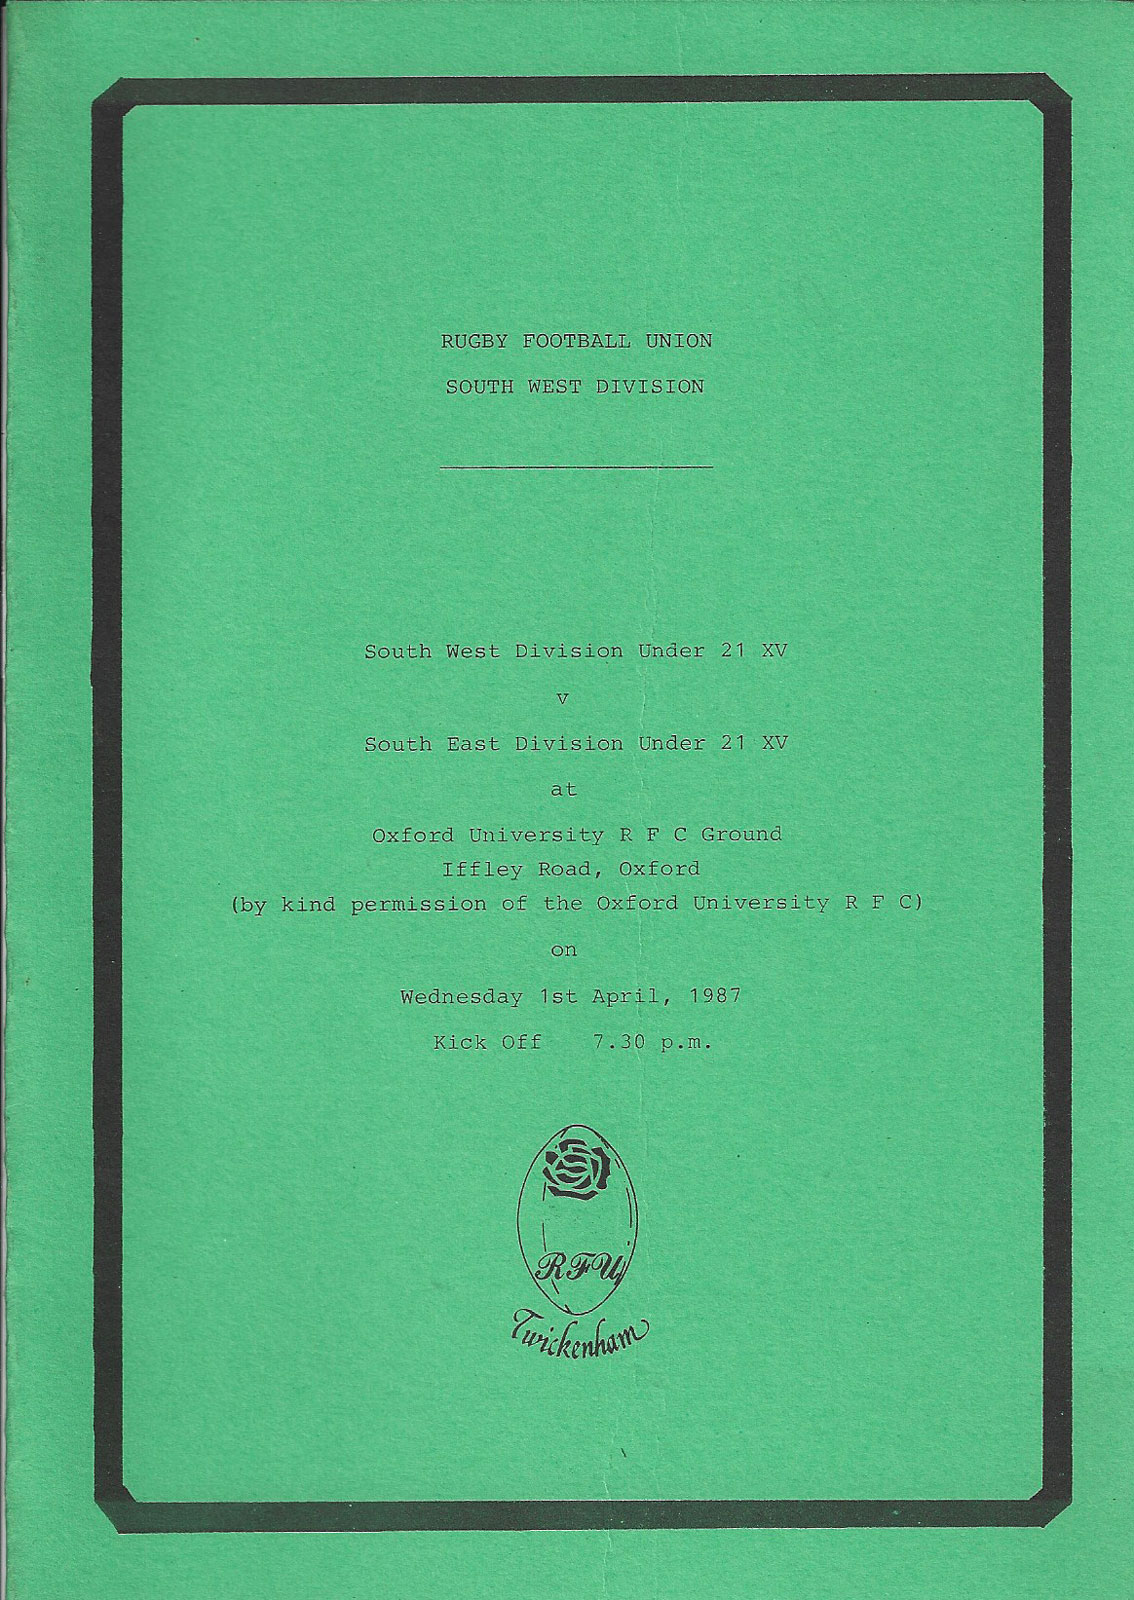 RUGBY FOOTBALL UNION
SOUTH WEST DIVISION
South West Division Under 21 XV
v
South East Division Under 21 XV
at
Oxford University R F C Ground
Iffley Road, Oxford
(by kind permission of the Oxford University R F C)
on
Wednesday 1st April, 1987
Kick Off 7.30 p.m.
RFU
Twickenham